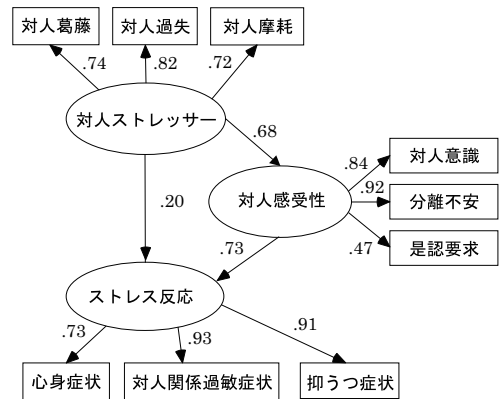 対人葛藤
対人過失
対人摩耗
.74
.82
.72
対人ストレッサー
.68
対人意識
.84
.92
分離不安
対人感受性
.20
.47
是認要求
.73
ストレス反応
.73
.93
.91
心身症状
対人関係過敏症状
抑うつ症状